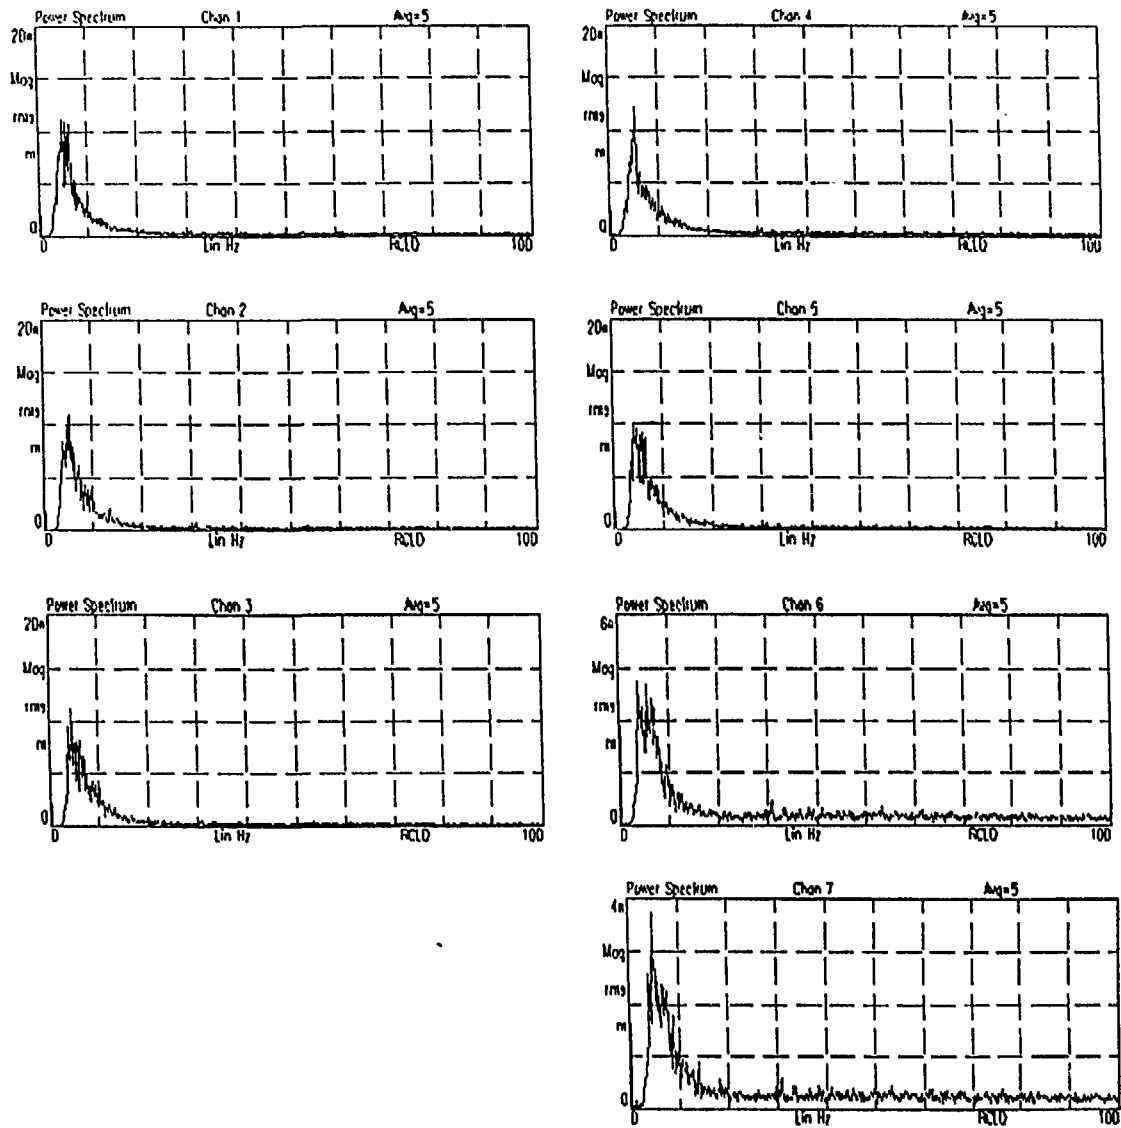 Power Spectrum Chan 1 Avg=5
20m
Mag
rms
m
0
0 Lin Hz RCLD 100
Power Spectrum Chan 4 Avg=5
20m
Mag
rms
m
0
0 Lin Hz RCLD 100
Power Spectrum Chan 2 Avg=5
20m
Mag
rms
m
0
0 Lin Hz RCLD 100
Power Spectrum Chan 5 Avg=5
20m
Mag
rms
m
0
0 Lin Hz RCLD 100
Power Spectrum Chan 3 Avg=5
20m
Mag
rms
m
0
0 Lin Hz RCLD 100
Power Spectrum Chan 6 Avg=5
6m
Mag
rms
m
0
0 Lin Hz RCLD 100
Power Spectrum Chan 7 Avg=5
4m
Mag
rms
m
0
0 Lin Hz RCLD 100